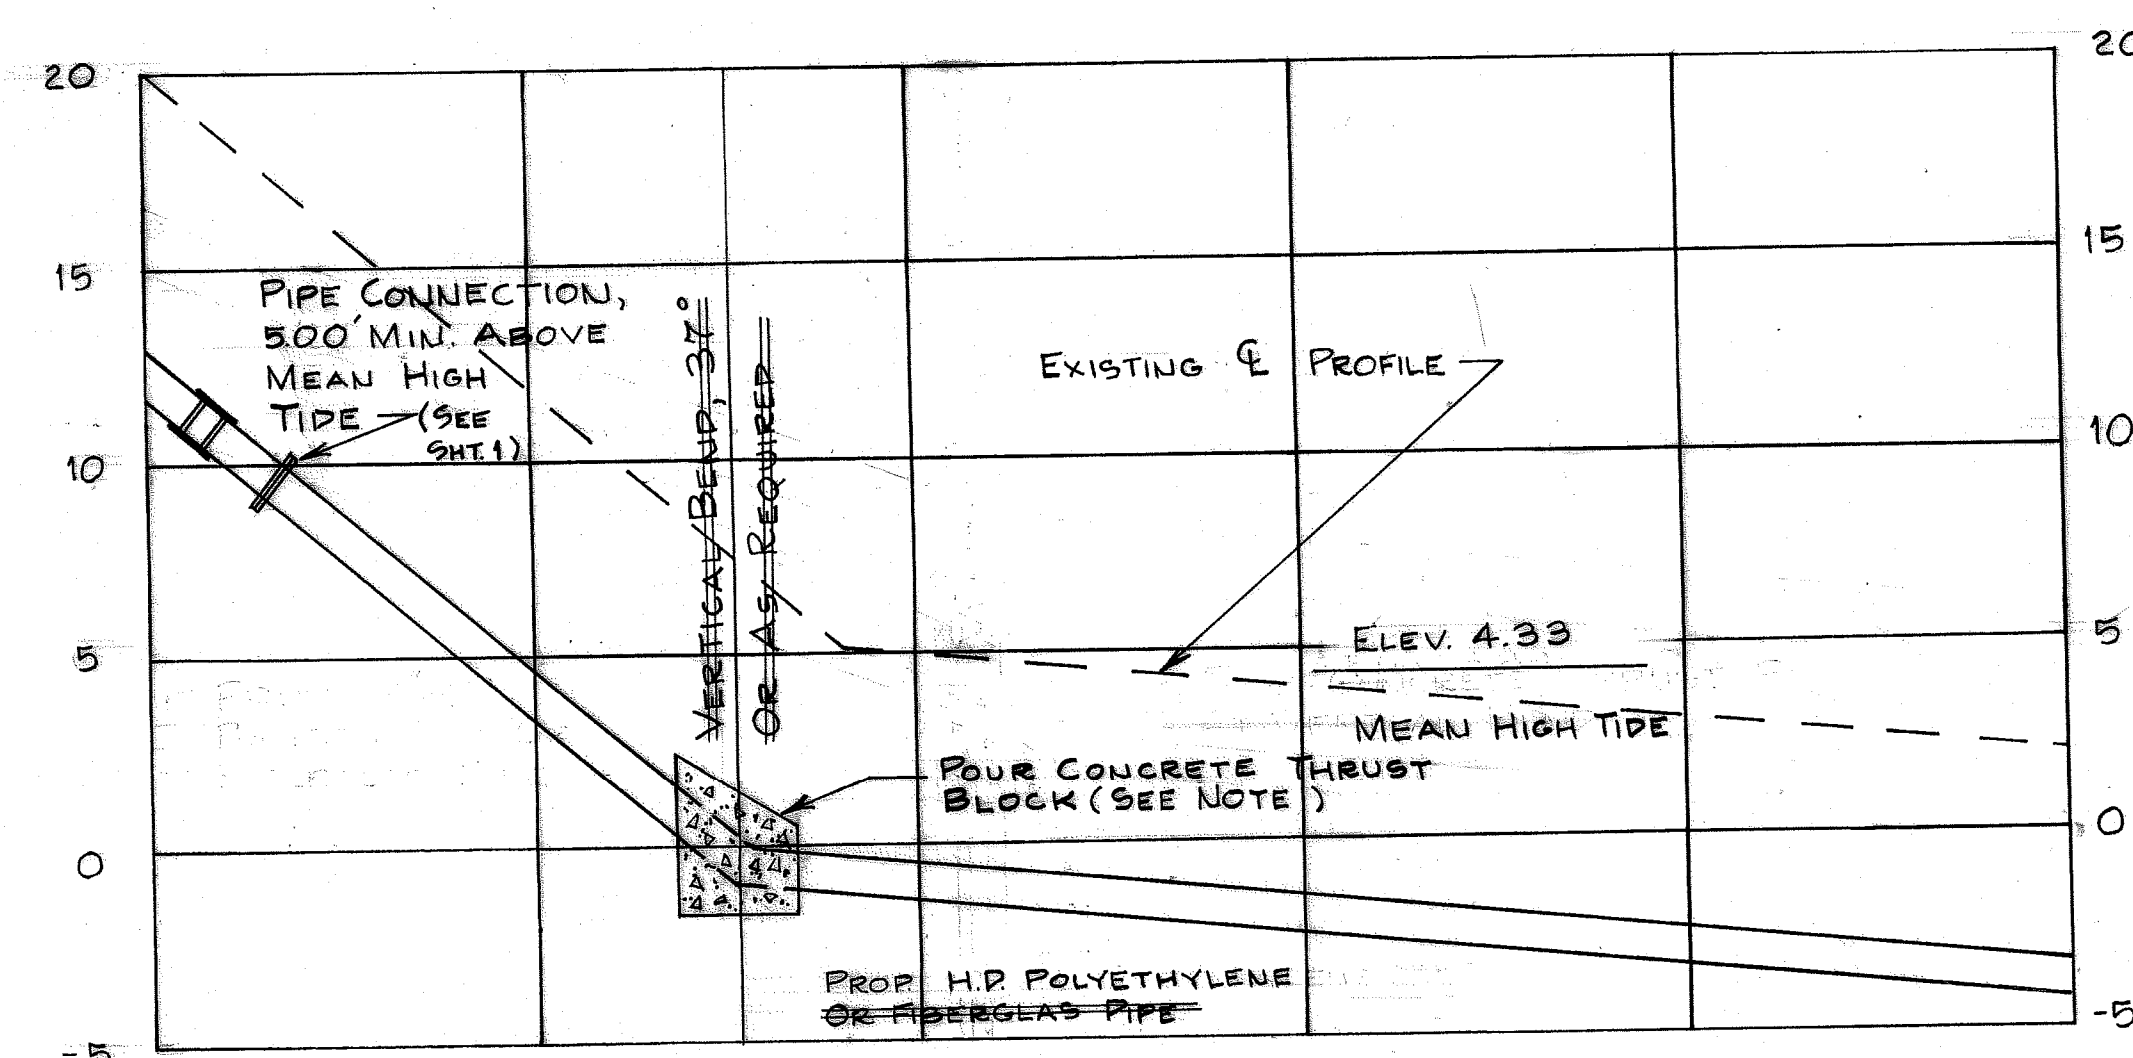 20
20
15
15
PIPE CONNECTION,
5.00' MIN. ABOVE
MEAN HIGH
TIDE (SEE
SHT. 1)
VERTICAL BEND, 37°
OR AS REQUIRED
EXISTING ℄ PROFILE
10
10
5
5
ELEV. 4.33
MEAN HIGH TIDE
POUR CONCRETE THRUST
BLOCK (SEE NOTE )
0
0
PROP. H.D. POLYETHYLENE
OR FIBERGLAS PIPE
-5
-5